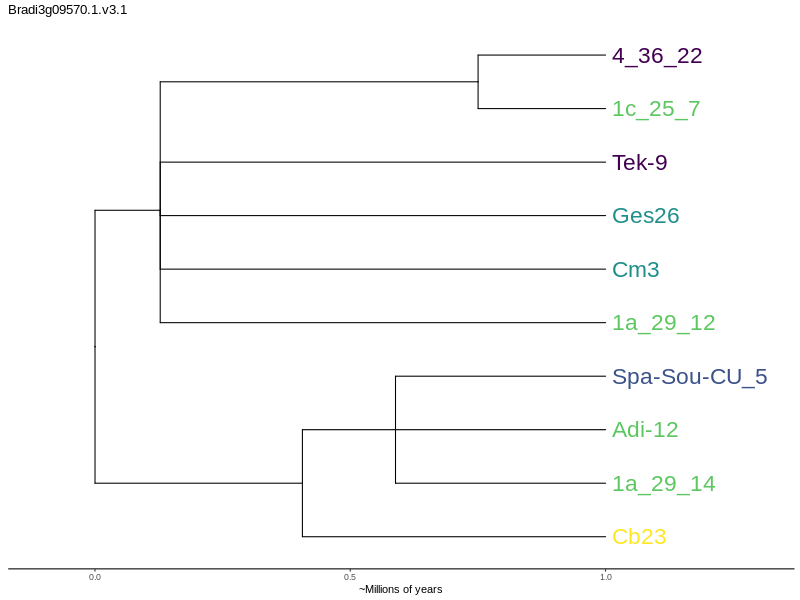 Bradi3g09570.1.v3.1
4_36_22
1c_25_7
Tek-9
Ges26
Cm3
1a_29_12
Spa-Sou-CU_5
Adi-12
1a_29_14
Cb23
0.0 0.5 1.0
~Millions of years